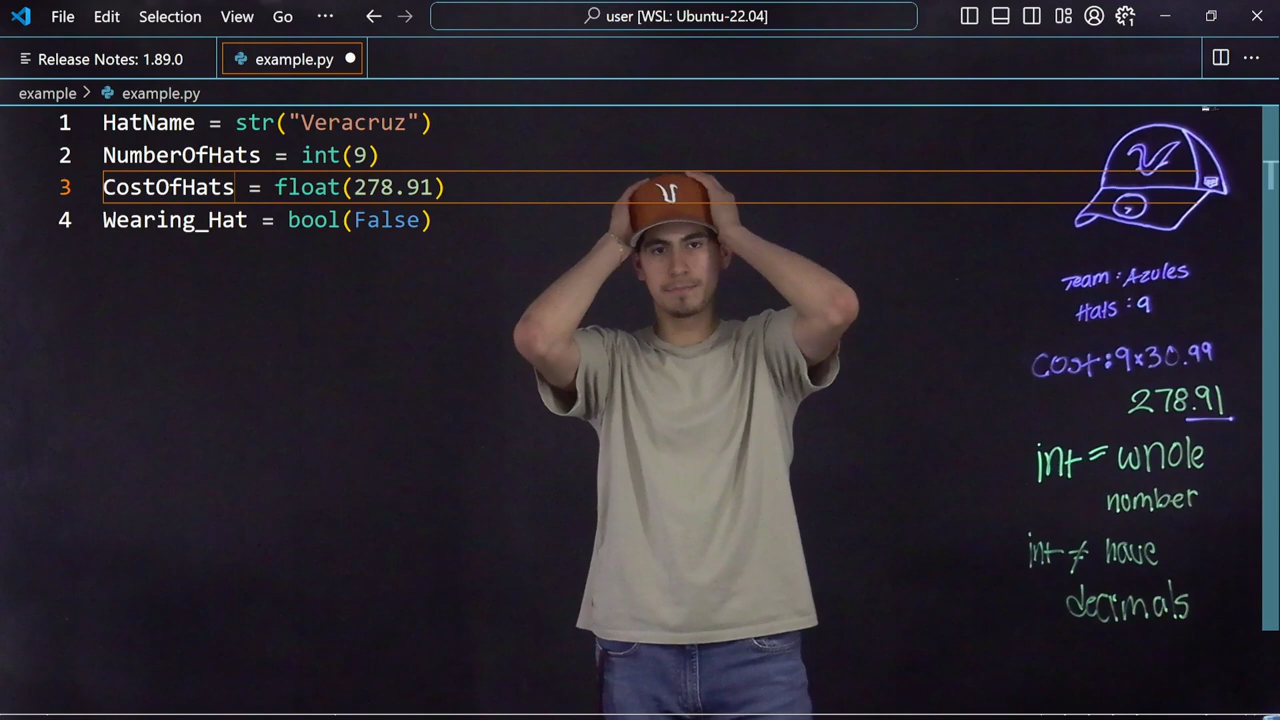 File Edit Selection View Go ··· user [WSL: Ubuntu-22.04]
Release Notes: 1.89.0 example.py
example > example.py
1 HatName = str("Veracruz")
2 NumberOfHats = int(9)
3 CostOfHats = float(278.91)
4 Wearing_Hat = bool(False)
V
V
Team: Azules
Hats: 9
Cost: 9x30.99
278.91
int = whole
number
int ≠ have
decimals